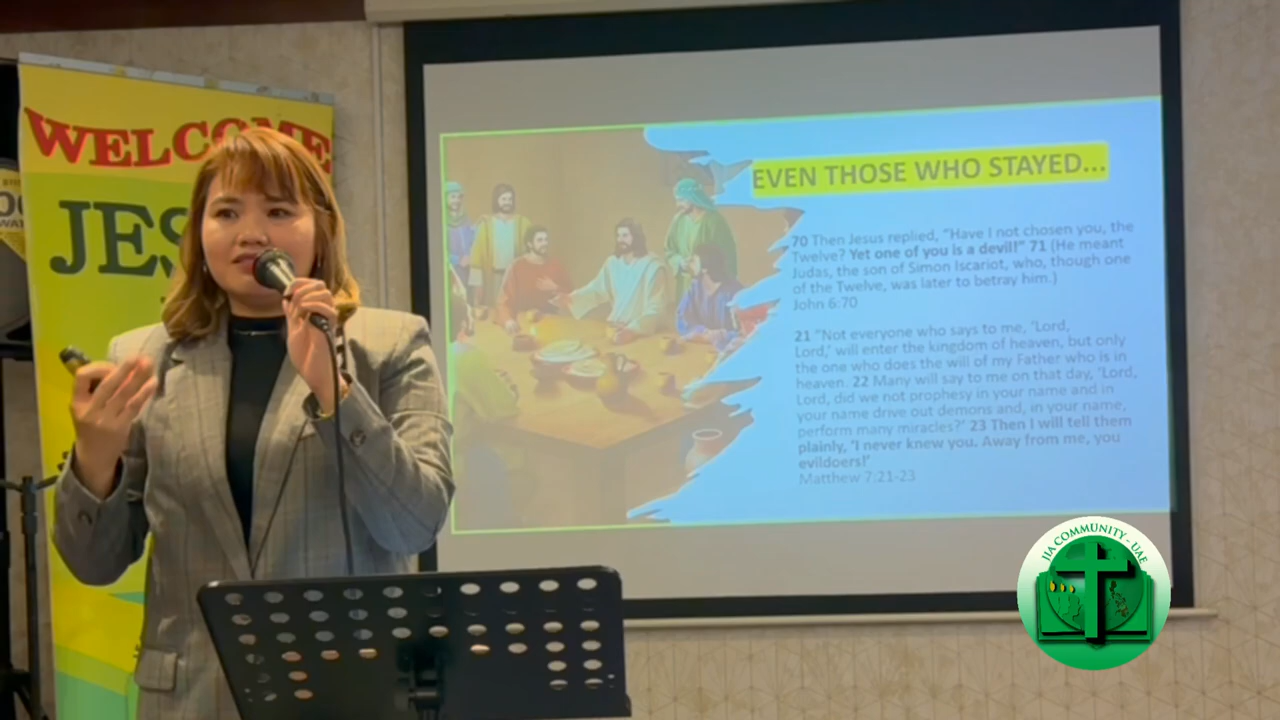 WELCOME
JES
EVEN THOSE WHO STAYED...
70 Then Jesus replied, “Have I not chosen you, the
Twelve? Yet one of you is a devil!” 71 (He meant
Judas, the son of Simon Iscariot, who, though one
of the Twelve, was later to betray him.)
John 6:70
21 “Not everyone who says to me, ‘Lord,
Lord,’ will enter the kingdom of heaven, but only
the one who does the will of my Father who is in
heaven. 22 Many will say to me on that day, ‘Lord,
Lord, did we not prophesy in your name and in
your name drive out demons and, in your name,
perform many miracles?’ 23 Then I will tell them
plainly, ‘I never knew you. Away from me, you
evildoers!’
Matthew 7:21-23
JIA COMMUNITY - UAE